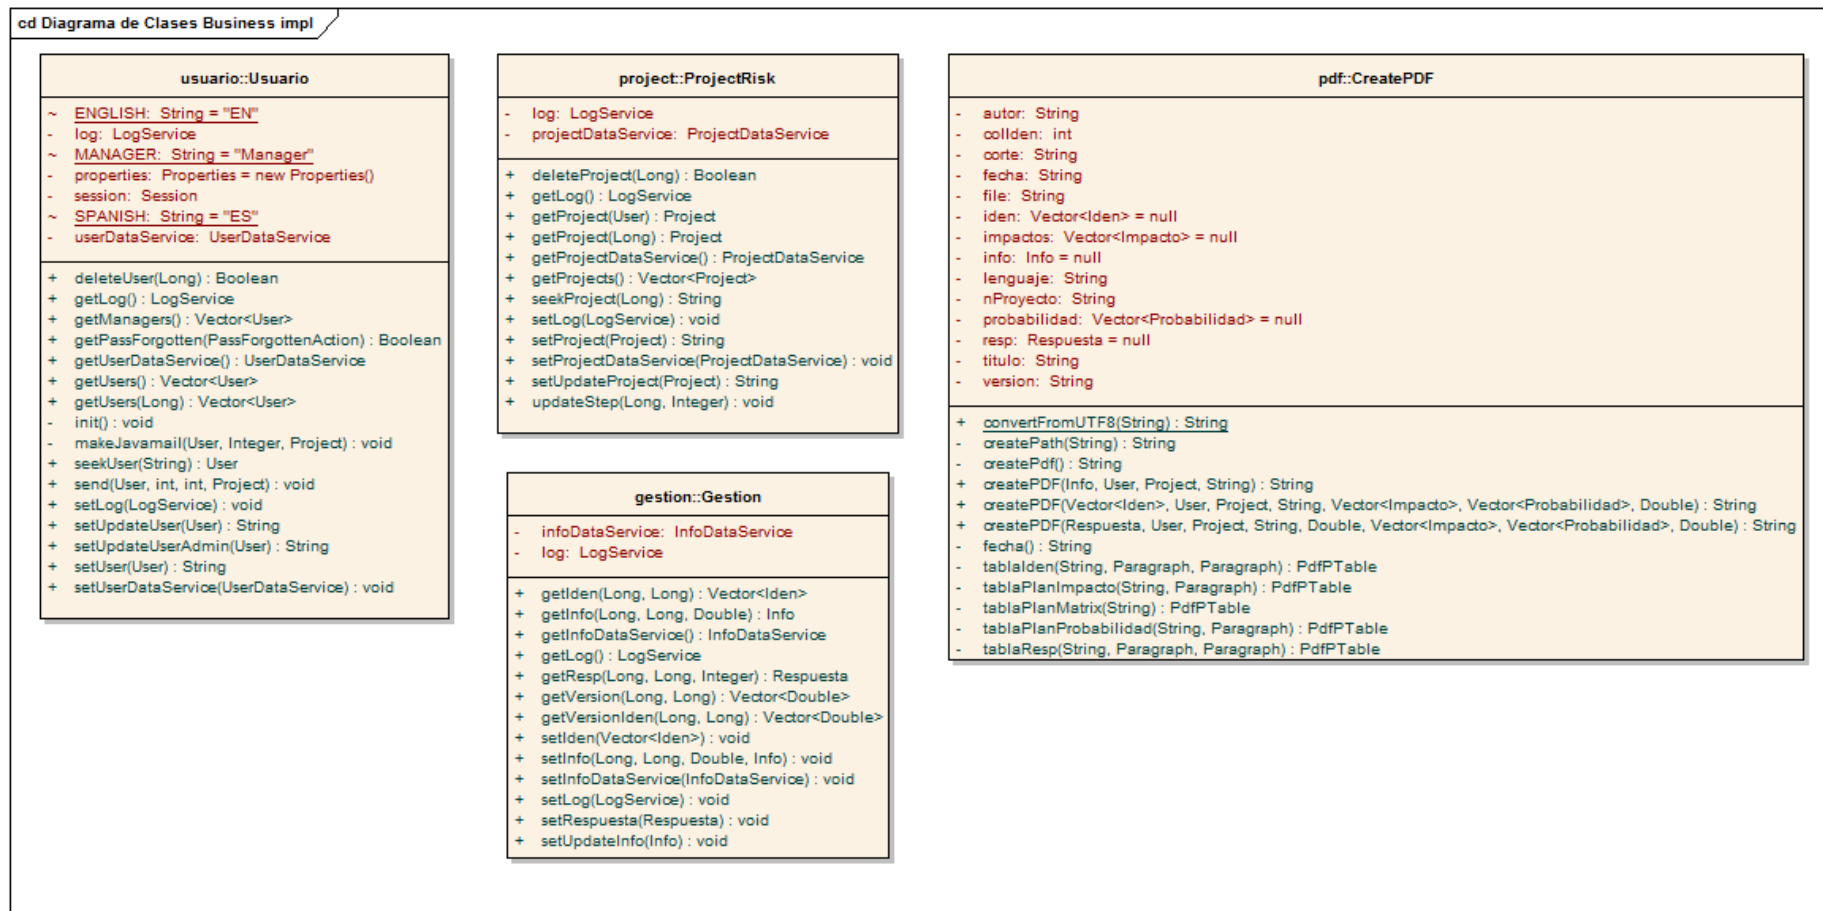 cd Diagrama de Clases Business impl
usuario::Usuario
~ ENGLISH: String = "EN"
- log: LogService
~ MANAGER: String = "Manager"
- properties: Properties = new Properties()
- session: Session
~ SPANISH: String = "ES"
- userDataService: UserDataService
+ deleteUser(Long) : Boolean
+ getLog() : LogService
+ getManagers() : Vector<User>
+ getPassForgotten(PassForgottenAction) : Boolean
+ getUserDataService() : UserDataService
+ getUsers() : Vector<User>
+ getUsers(Long) : Vector<User>
- init() : void
- makeJavamail(User, Integer, Project) : void
+ seekUser(String) : User
+ send(User, int, int, Project) : void
+ setLog(LogService) : void
+ setUpdateUser(User) : String
+ setUpdateUserAdmin(User) : String
+ setUser(User) : String
+ setUserDataService(UserDataService) : void
project::ProjectRisk
- log: LogService
- projectDataService: ProjectDataService
+ deleteProject(Long) : Boolean
+ getLog() : LogService
+ getProject(User) : Project
+ getProject(Long) : Project
+ getProjectDataService() : ProjectDataService
+ getProjects() : Vector<Project>
+ seekProject(Long) : String
+ setLog(LogService) : void
+ setProject(Project) : String
+ setProjectDataService(ProjectDataService) : void
+ setUpdateProject(Project) : String
+ updateStep(Long, Integer) : void
gestion::Gestion
- infoDataService: InfoDataService
- log: LogService
+ getIden(Long, Long) : Vector<Iden>
+ getInfo(Long, Long, Double) : Info
+ getInfoDataService() : InfoDataService
+ getLog() : LogService
+ getResp(Long, Long, Integer) : Respuesta
+ getVersion(Long, Long) : Vector<Double>
+ getVersionIden(Long, Long) : Vector<Double>
+ setIden(Vector<Iden>) : void
+ setInfo(Long, Long, Double, Info) : void
+ setInfoDataService(InfoDataService) : void
+ setLog(LogService) : void
+ setRespuesta(Respuesta) : void
+ setUpdateInfo(Info) : void
pdf::CreatePDF
- autor: String
- colIden: int
- corte: String
- fecha: String
- file: String
- iden: Vector<Iden> = null
- impactos: Vector<Impacto> = null
- info: Info = null
- lenguaje: String
- nProyecto: String
- probabilidad: Vector<Probabilidad> = null
- resp: Respuesta = null
- titulo: String
- version: String
+ convertFromUTF8(String) : String
- createPath(String) : String
- createPdf() : String
+ createPDF(Info, User, Project, String) : String
+ createPDF(Vector<Iden>, User, Project, String, Vector<Impacto>, Vector<Probabilidad>, Double) : String
+ createPDF(Respuesta, User, Project, String, Double, Vector<Impacto>, Vector<Probabilidad>, Double) : String
- fecha() : String
- tablaIden(String, Paragraph, Paragraph) : PdfPTable
- tablaPlanImpacto(String, Paragraph) : PdfPTable
- tablaPlanMatrix(String) : PdfPTable
- tablaPlanProbabilidad(String, Paragraph) : PdfPTable
- tablaResp(String, Paragraph, Paragraph) : PdfPTable